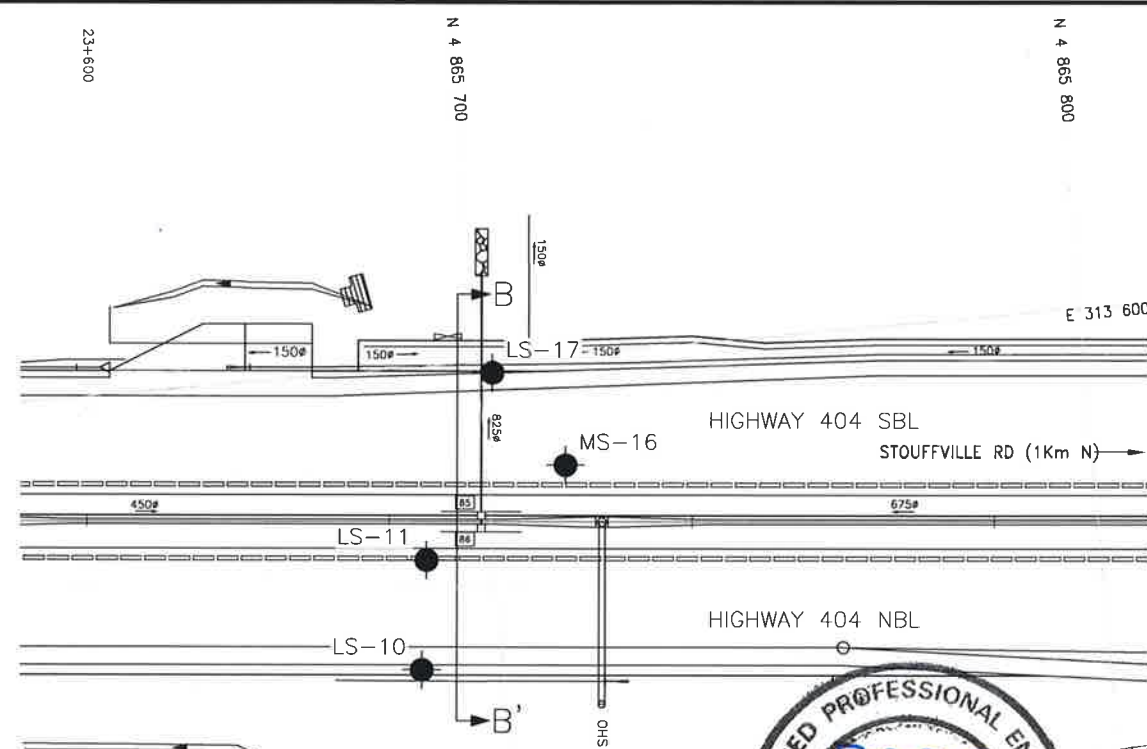 23+600
N 4 865 700
N 4 865 800
150ø
B
E 313 600
150ø
150ø
LS-17
150ø
150ø
825ø
HIGHWAY 404 SBL
MS-16
STOUFFVILLE RD (1Km N)
450ø
85
675ø
86
LS-11
HIGHWAY 404 NBL
LS-10
B'
OHS
PROFESSIONAL